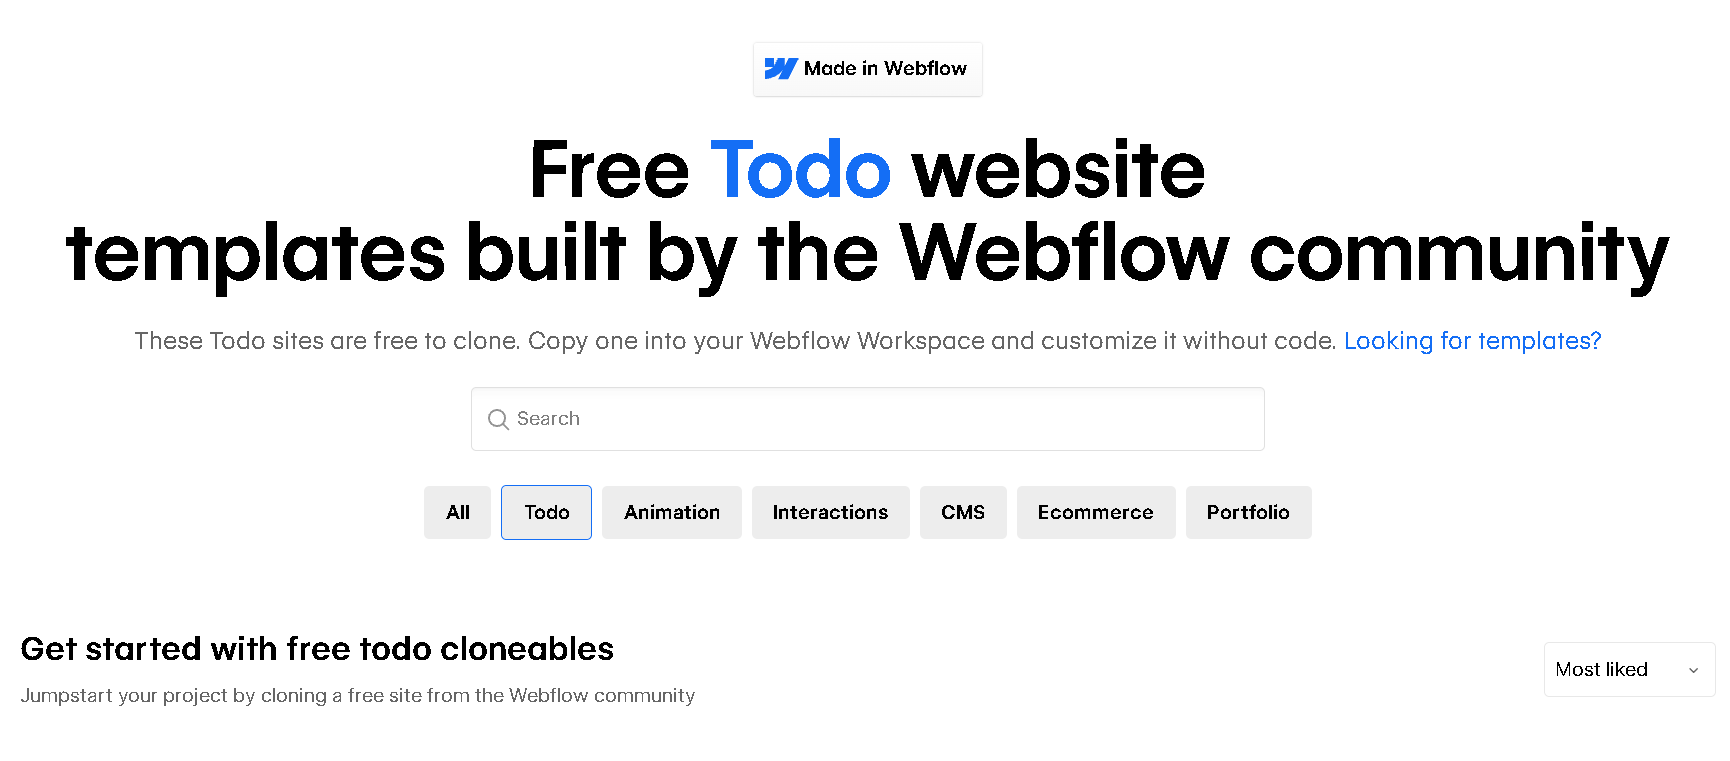 Made in Webflow
Free Todo website
templates built by the Webflow community
These Todo sites are free to clone. Copy one into your Webflow Workspace and customize it without code. Looking for templates?
Search
All Todo Animation Interactions CMS Ecommerce Portfolio
Get started with free todo cloneables
Most liked
Jumpstart your project by cloning a free site from the Webflow community